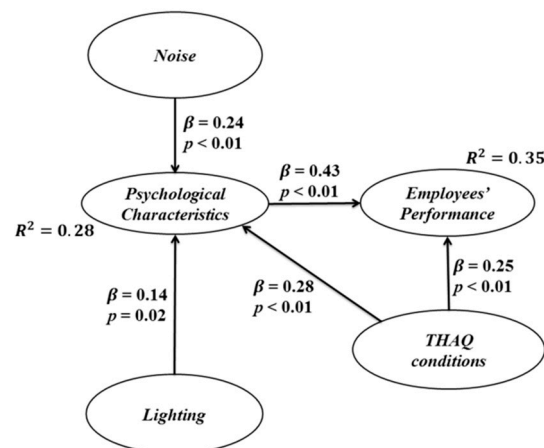 Noise
β = 0.24
p < 0.01
R² = 0.35
β = 0.43
p < 0.01
Psychological
Characteristics
Employees'
Performance
R² = 0.28
β = 0.14
p = 0.02
β = 0.28
p < 0.01
β = 0.25
p < 0.01
THAQ
conditions
Lighting